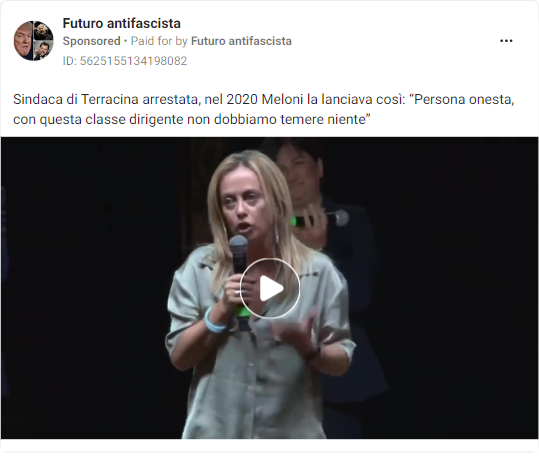 Futuro antifascista
Sponsored • Paid for by Futuro antifascista
ID: 5625155134198082
Sindaca di Terracina arrestata, nel 2020 Meloni la lanciava così: “Persona onesta,
con questa classe dirigente non dobbiamo temere niente”